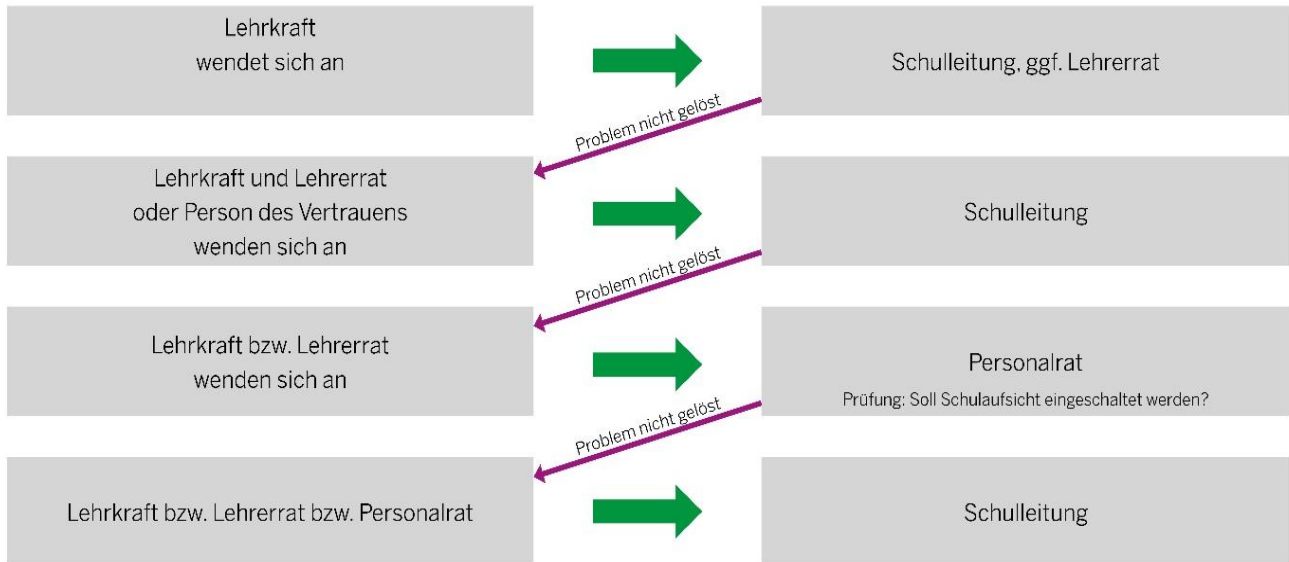 Lehrkraft
wendet sich an
Schulleitung, ggf. Lehrerrat
Problem nicht gelöst
Lehrkraft und Lehrerrat
oder Person des Vertrauens
wenden sich an
Schulleitung
Problem nicht gelöst
Lehrkraft bzw. Lehrerrat
wenden sich an
Personalrat
Prüfung: Soll Schulaufsicht eingeschaltet werden?
Problem nicht gelöst
Lehrkraft bzw. Lehrerrat bzw. Personalrat
Schulleitung